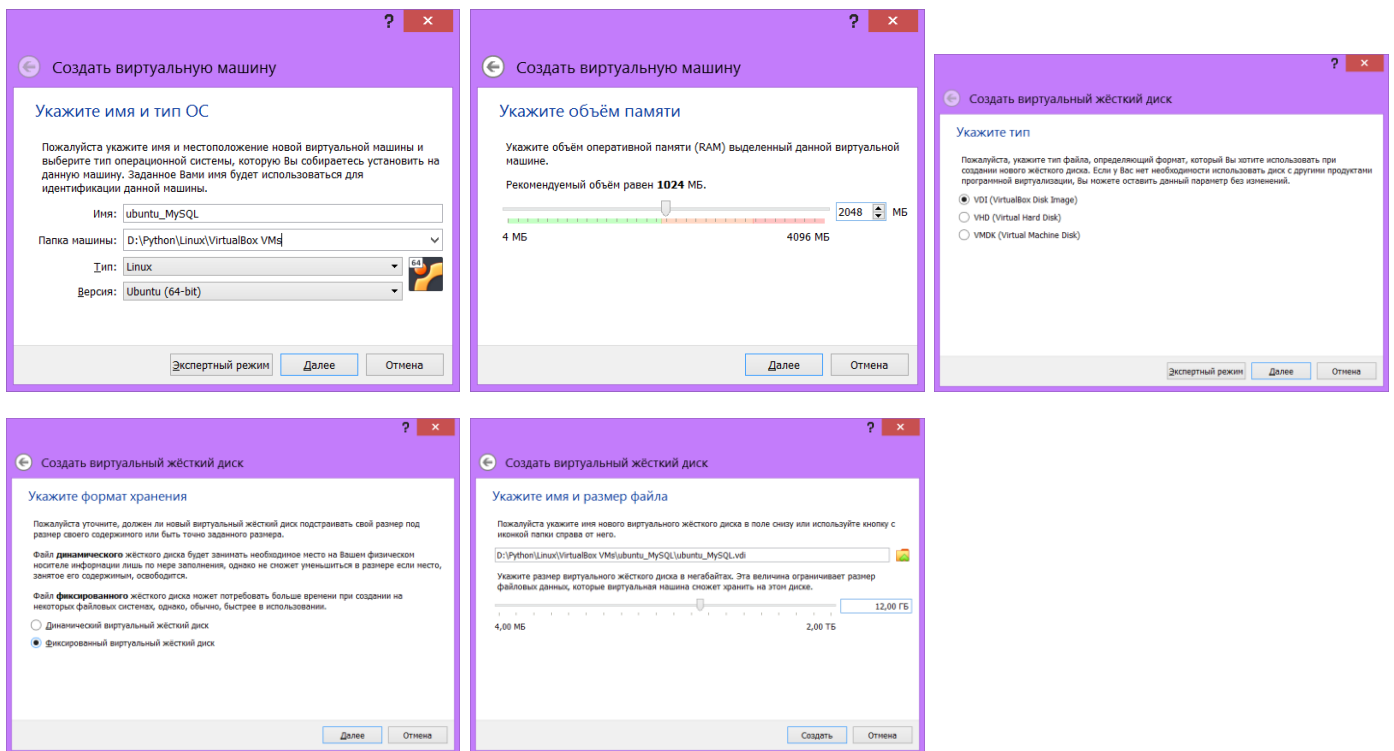 ? ×
Создать виртуальную машину
Укажите имя и тип ОС
Пожалуйста укажите имя и местоположение новой виртуальной машины и
выберите тип операционной системы, которую Вы собираетесь установить на
данную машину. Заданное Вами имя будет использоваться для
идентификации данной машины.
Имя: ubuntu_MySQL
Папка машины: D:\Python\Linux\VirtualBox VMs
Тип: Linux
64
Версия: Ubuntu (64-bit)
Экспертный режим Далее Отмена
? ×
Создать виртуальную машину
Укажите объём памяти
Укажите объём оперативной памяти (RAM) выделенный данной виртуальной
машине.
Рекомендуемый объём равен 1024 МБ.
2048 МБ
4 МБ 4096 МБ
Далее Отмена
? ×
Создать виртуальный жёсткий диск
Укажите тип
Пожалуйста, укажите тип файла, определяющий формат, который Вы хотите использовать при
создании нового жёсткого диска. Если у Вас нет необходимости использовать диск с другими продуктами
программной виртуализации, Вы можете оставить данный параметр без изменений.
VDI (VirtualBox Disk Image)
VHD (Virtual Hard Disk)
VMDK (Virtual Machine Disk)
Экспертный режим Далее Отмена
? ×
Создать виртуальный жёсткий диск
Укажите формат хранения
Пожалуйста уточните, должен ли новый виртуальный жёсткий диск подстраивать свой размер под
размер своего содержимого или быть точно заданного размера.
Файл динамического жёсткого диска будет занимать необходимое место на Вашем физическом
носителе информации лишь по мере заполнения, однако не сможет уменьшиться в размере если место,
занятое его содержимым, освободится.
Файл фиксированного жёсткого диска может потребовать больше времени при создании на
некоторых файловых системах, однако, обычно, быстрее в использовании.
Динамический виртуальный жёсткий диск
Фиксированный виртуальный жёсткий диск
Далее Отмена
? ×
Создать виртуальный жёсткий диск
Укажите имя и размер файла
Пожалуйста укажите имя нового виртуального жёсткого диска в поле снизу или используйте кнопку с
иконкой папки справа от него.
D:\Python\Linux\VirtualBox VMs\ubuntu_MySQL\ubuntu_MySQL.vdi
Укажите размер виртуального жёсткого диска в мегабайтах. Эта величина ограничивает размер
файловых данных, которые виртуальная машина сможет хранить на этом диске.
12,00 ГБ
4,00 МБ 2,00 ТБ
Создать Отмена